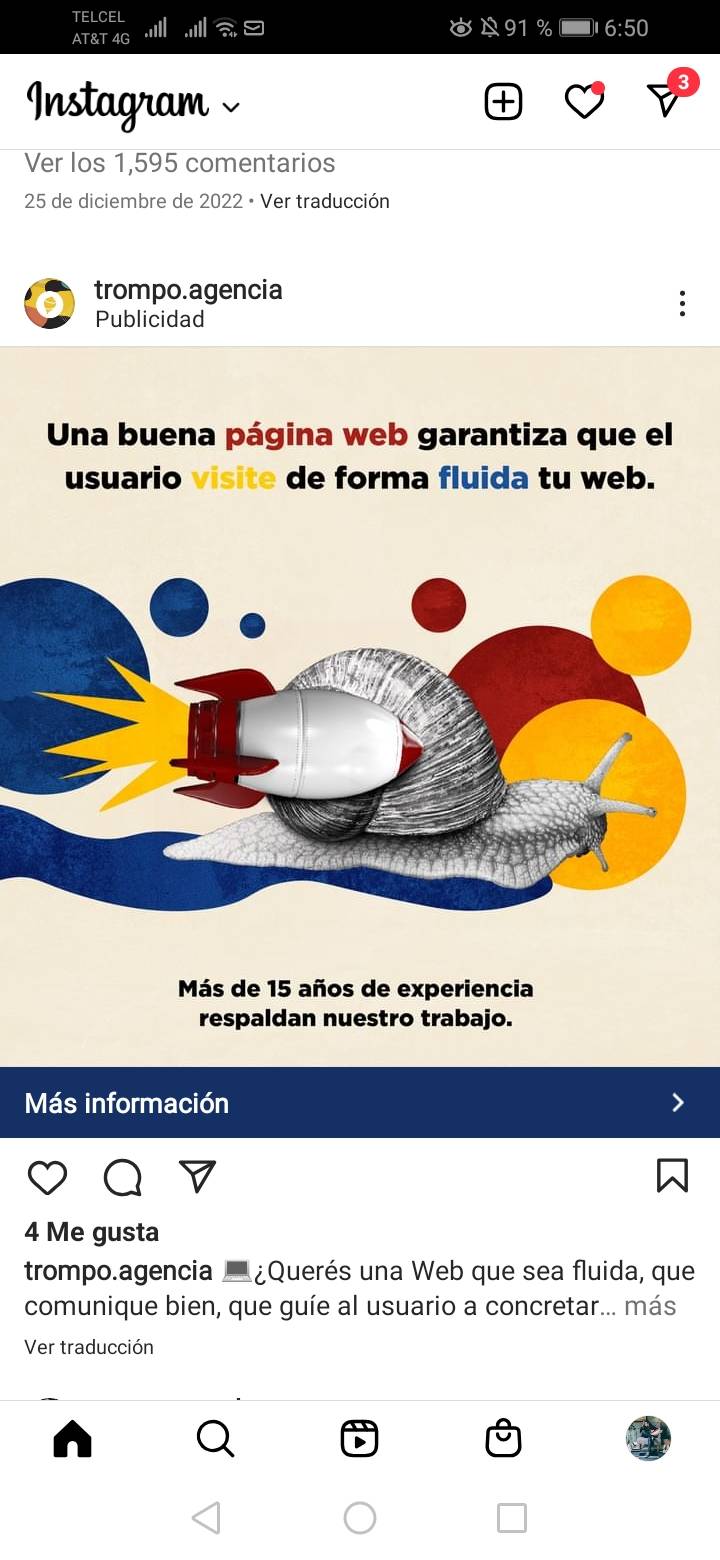 TELCEL
AT&T 4G
91 %
6:50
Instagram
3
Ver los 1,595 comentarios
25 de diciembre de 2022 • Ver traducción
trompo.agencia
Publicidad
Una buena página web garantiza que el
usuario visite de forma fluida tu web.
Más de 15 años de experiencia
respaldan nuestro trabajo.
Más información
4 Me gusta
trompo.agencia 💻¿Querés una Web que sea fluida, que
comunique bien, que guíe al usuario a concretar... más
Ver traducción